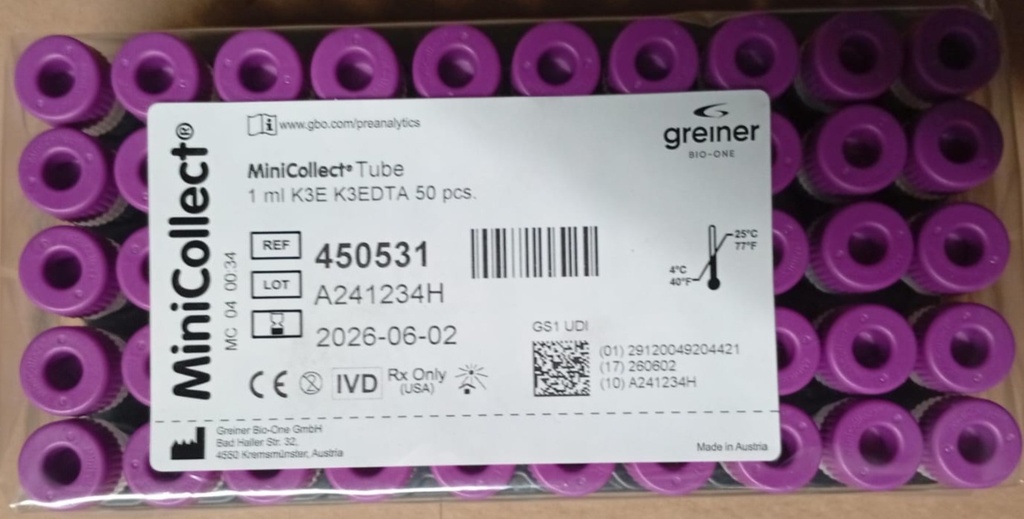 www.gbo.com/preanalytics
greiner
BIO-ONE
MiniCollect® Tube
1 ml K3E K3EDTA 50 pcs.
MiniCollect®
MC 04 00:34
REF 450531
LOT A241234H
2026-06-02
25°C
77°F
4°C
40°F
GS1 UDI
(01) 29120049204421
(17) 260602
(10) A241234H
CE 2 IVD Rx Only
(USA)
Greiner Bio-One GmbH
Bad Haller Str. 32,
4550 Kremsmünster, Austria
Made in Austria